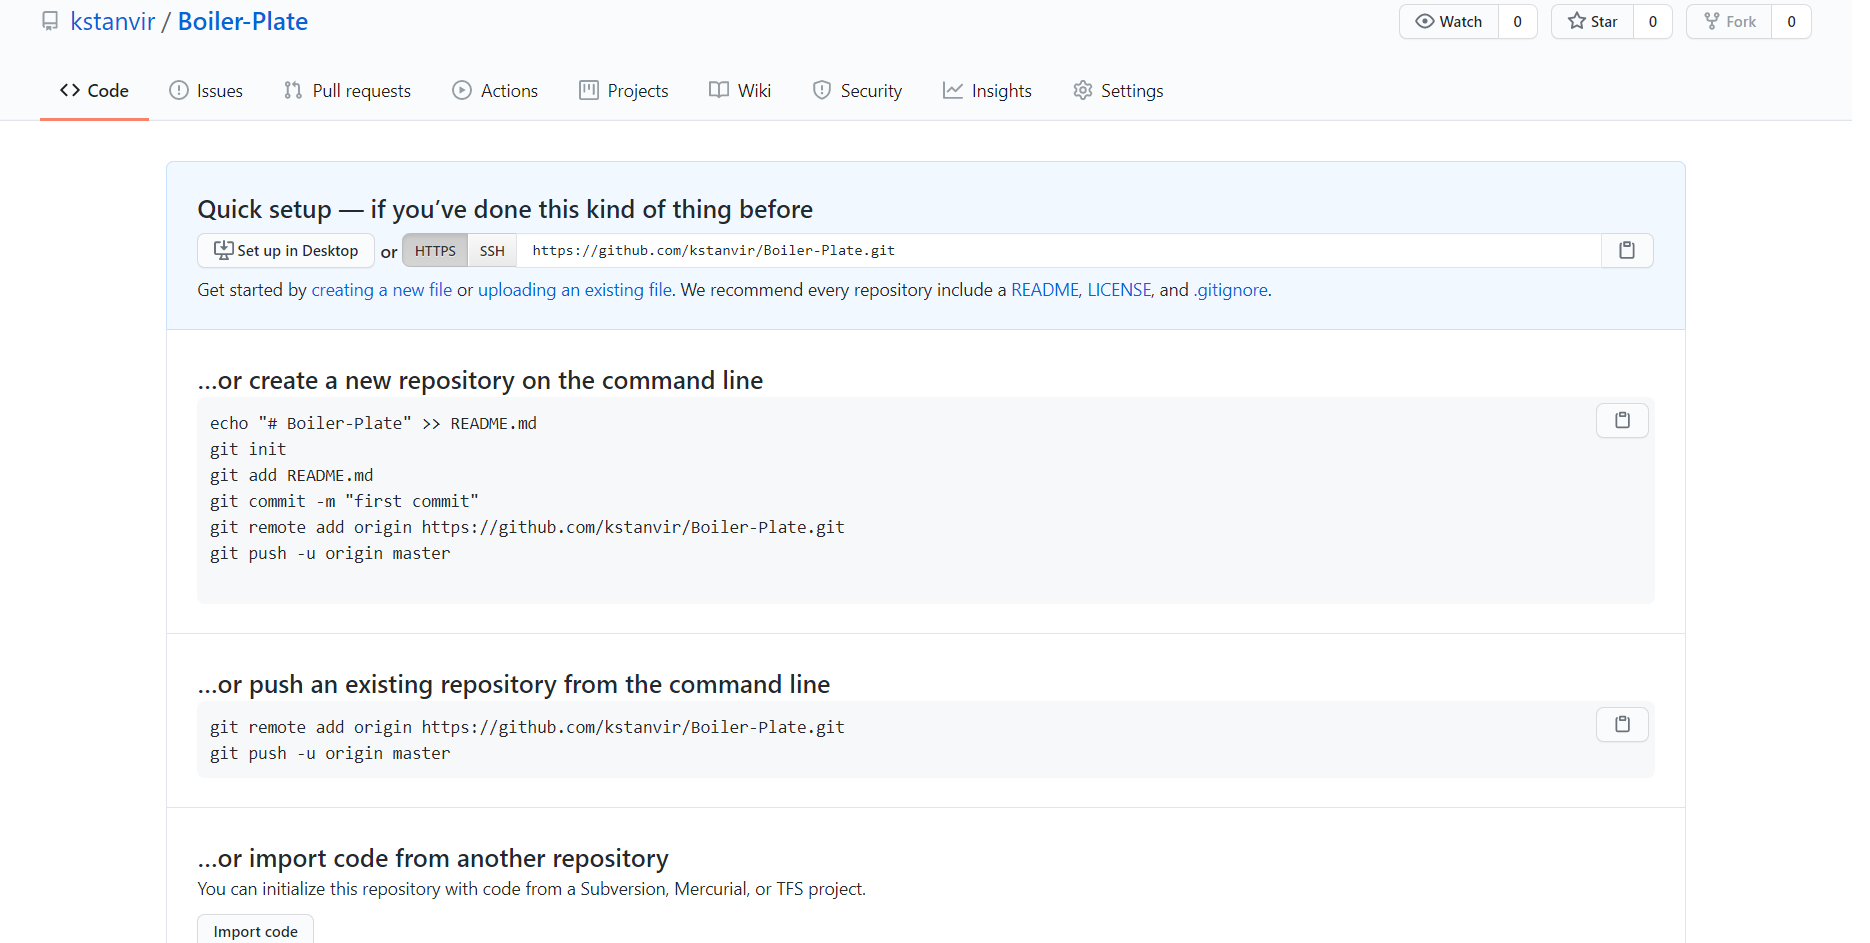 kstanvir / Boiler-Plate
Watch 0 Star 0 Fork 0
Code Issues Pull requests Actions Projects Wiki Security Insights Settings
Quick setup — if you’ve done this kind of thing before
Set up in Desktop or HTTPS SSH https://github.com/kstanvir/Boiler-Plate.git
Get started by creating a new file or uploading an existing file. We recommend every repository include a README, LICENSE, and .gitignore.
…or create a new repository on the command line
echo "# Boiler-Plate" >> README.md
git init
git add README.md
git commit -m "first commit"
git remote add origin https://github.com/kstanvir/Boiler-Plate.git
git push -u origin master
…or push an existing repository from the command line
git remote add origin https://github.com/kstanvir/Boiler-Plate.git
git push -u origin master
…or import code from another repository
You can initialize this repository with code from a Subversion, Mercurial, or TFS project.
Import code